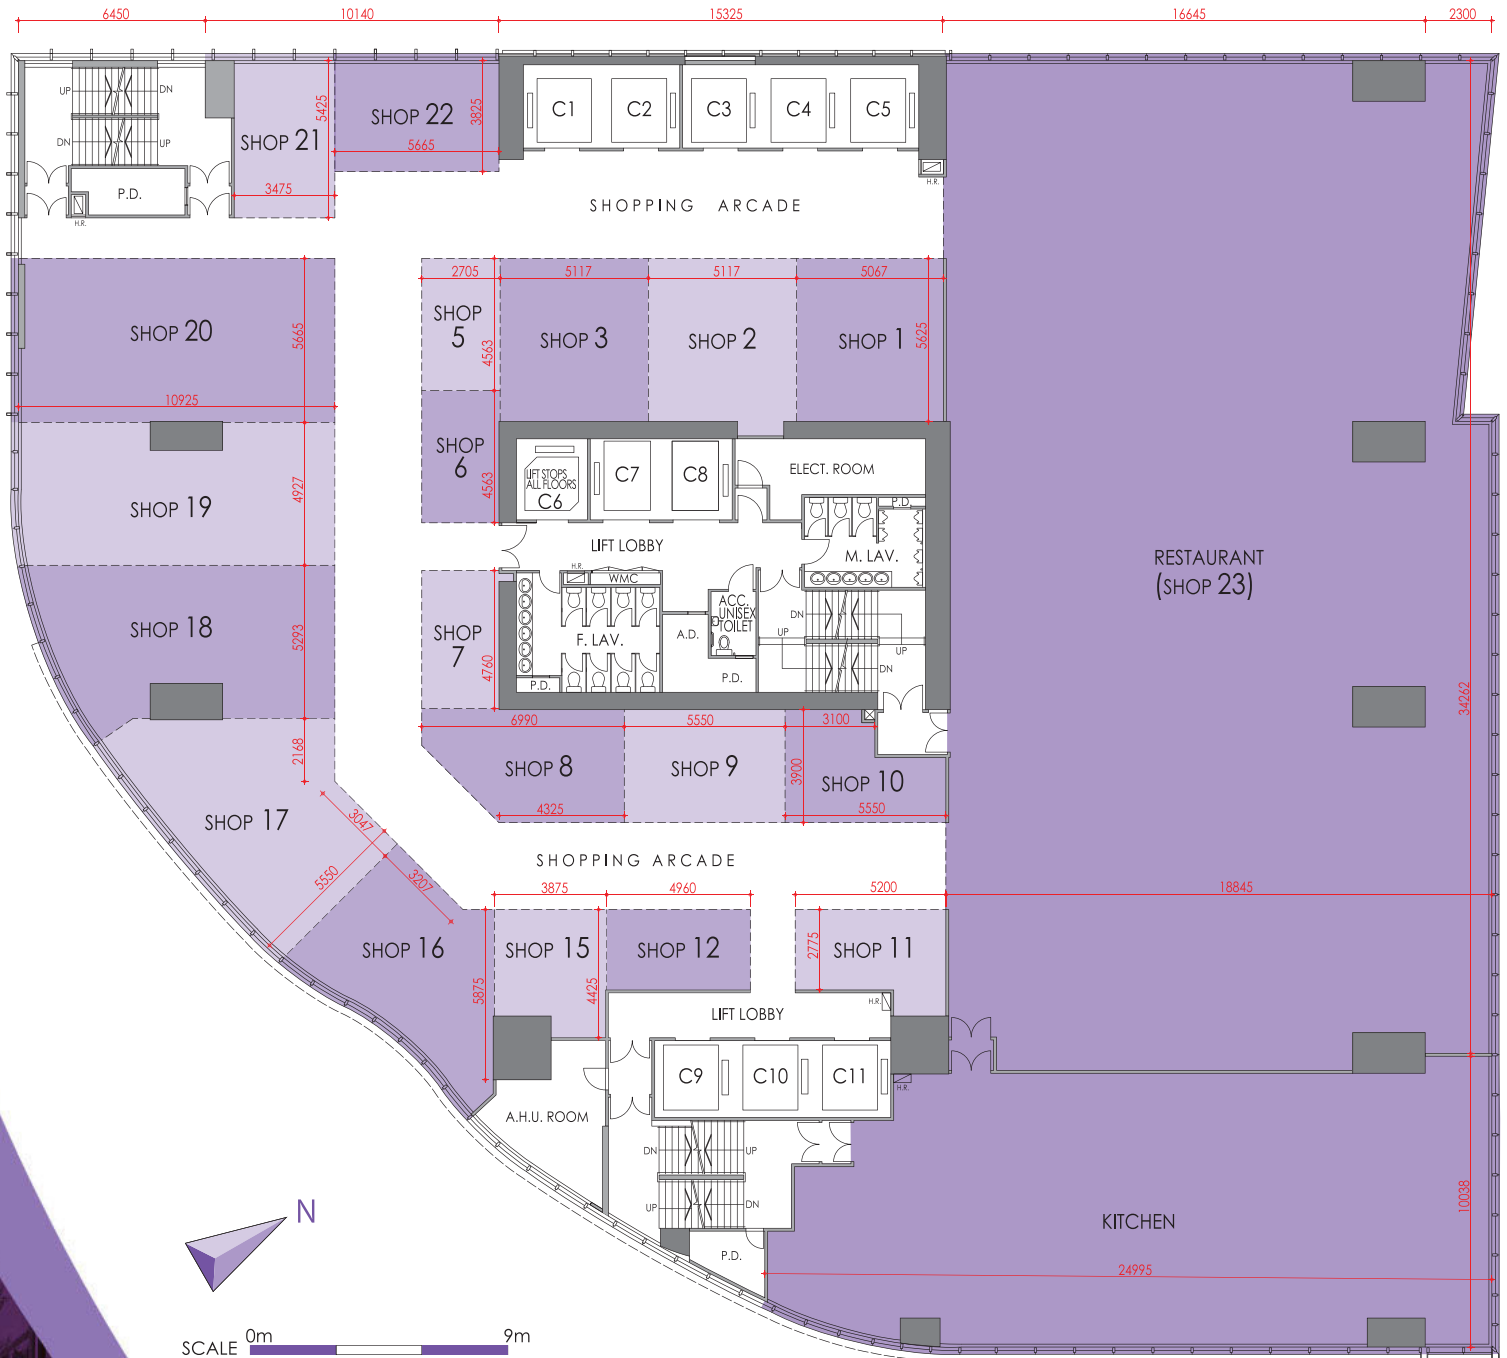 6450 10140 15325 16645 2300
UP DN
DN UP
P.D.
H.R.
SHOP 21
5425
3475
SHOP 22
3825
5665
C1 C2 C3 C4 C5
H.R.
SHOPPING ARCADE
2705 5117 5117 5067
SHOP 20
5665
10925
SHOP
5
4563
SHOP 3
SHOP 2
SHOP 1
5625
SHOP 19
4927
SHOP
6
4563
LIFT STOPS
ALL FLOORS
C6
C7 C8
ELECT. ROOM
P.D.
M. LAV.
LIFT LOBBY
H.R.
WMC
RESTAURANT
(SHOP 23)
SHOP 18
5293
SHOP
7
4760
F. LAV.
P.D.
A.D.
ACC.
UNISEX
TOILET
P.D.
DN
UP
UP
DN
34262
2168
6990 5550 3100
SHOP 8
4325
SHOP 9
3900
SHOP 10
5550
SHOP 17
3047
5550
3207
SHOPPING ARCADE
3875 4960 5200 18845
SHOP 16
5875
SHOP 15
4425
SHOP 12
2775
SHOP 11
LIFT LOBBY
H.R.
C9 C10 C11
H.R.
A.H.U. ROOM
DN UP
UP DN
P.D.
KITCHEN
10038
24995
N
SCALE 0m 9m